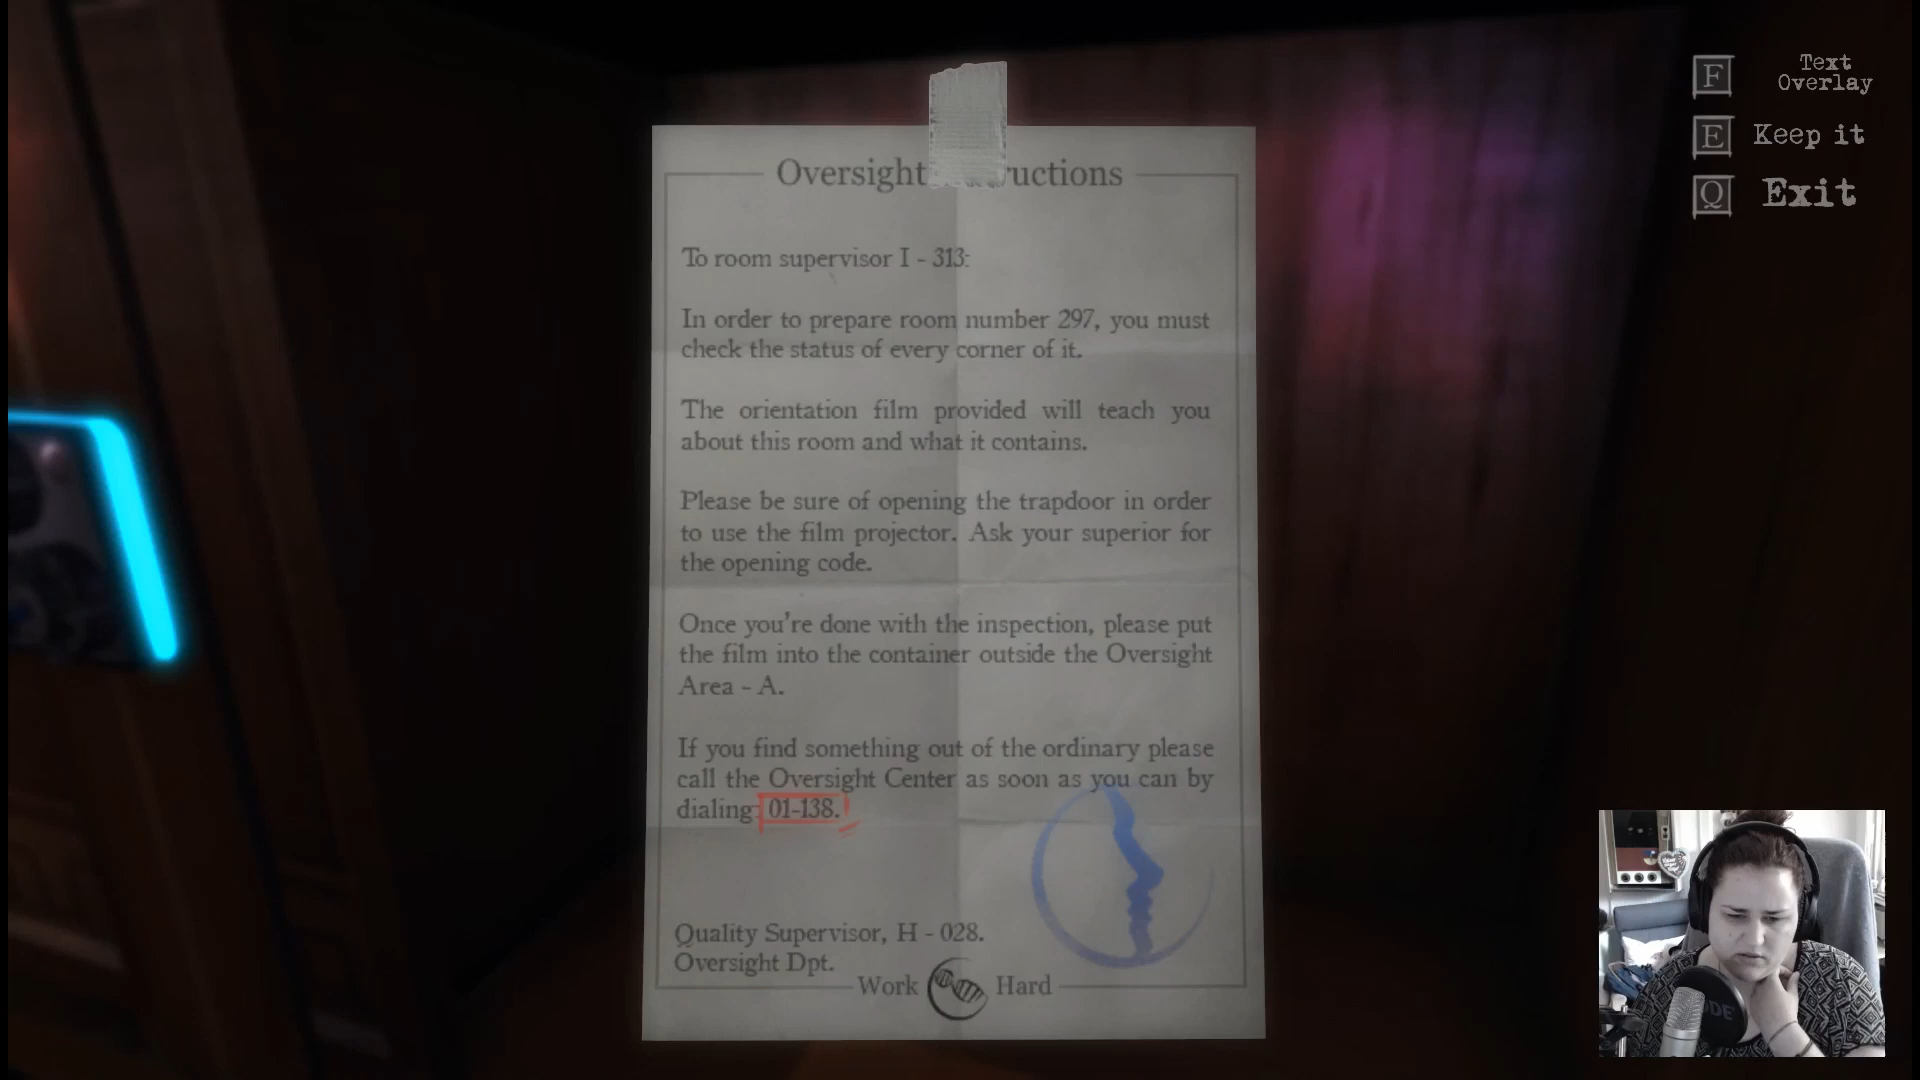 Oversight      ructions
To room supervisor I - 313:
In order to prepare room number 297, you must
check the status of every corner of it.
The orientation film provided will teach you
about this room and what it contains.
Please be sure of opening the trapdoor in order
to use the film projector. Ask your superior for
the opening code.
Once you're done with the inspection, please put
the film into the container outside the Oversight
Area - A.
If you find something out of the ordinary please
call the Oversight Center as soon as you can by
dialing: 01-138.
Quality Supervisor, H - 028.
Oversight Dpt.
Work Hard
F Text
Overlay
E Keep it
Q Exit